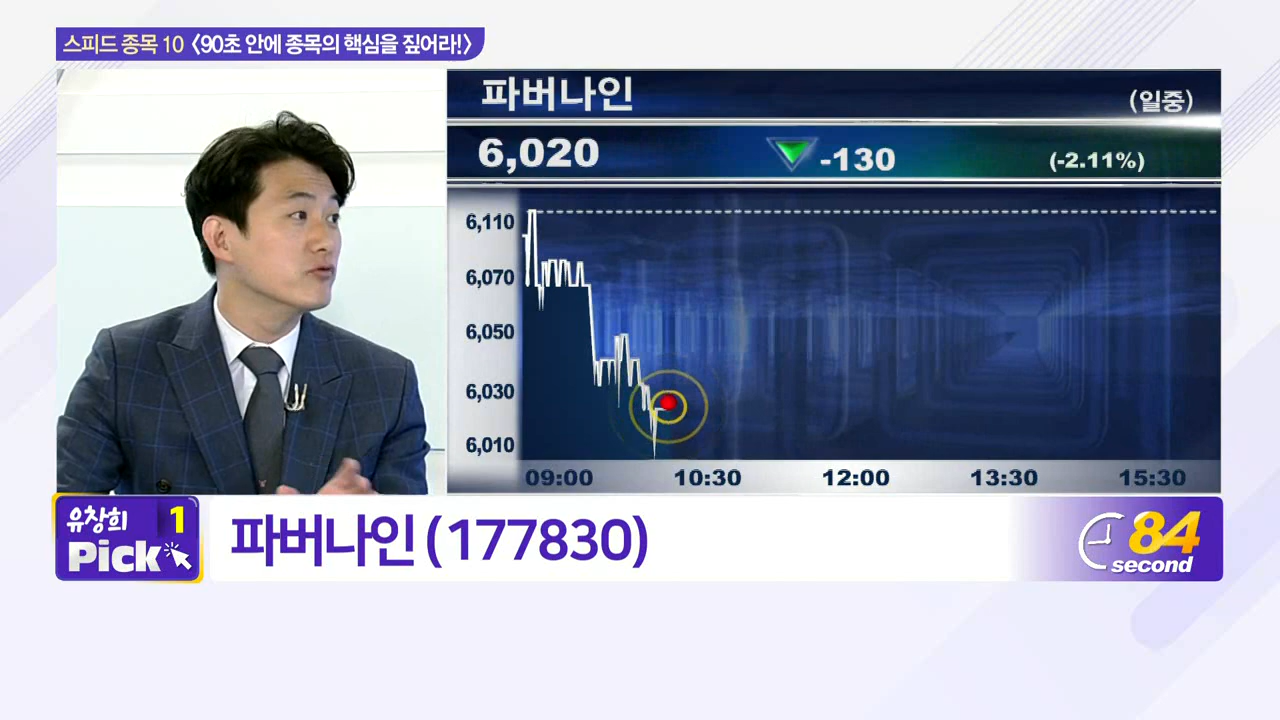 스피드 종목 10 <90초 안에 종목의 핵심을 짚어라!>
파버나인
(일중)
6,020
-130
(-2.11%)
6,110
6,070
6,050
6,030
6,010
09:00
10:30
12:00
13:30
15:30
유창희 1
Pick
파버나인 (177830)
84
second